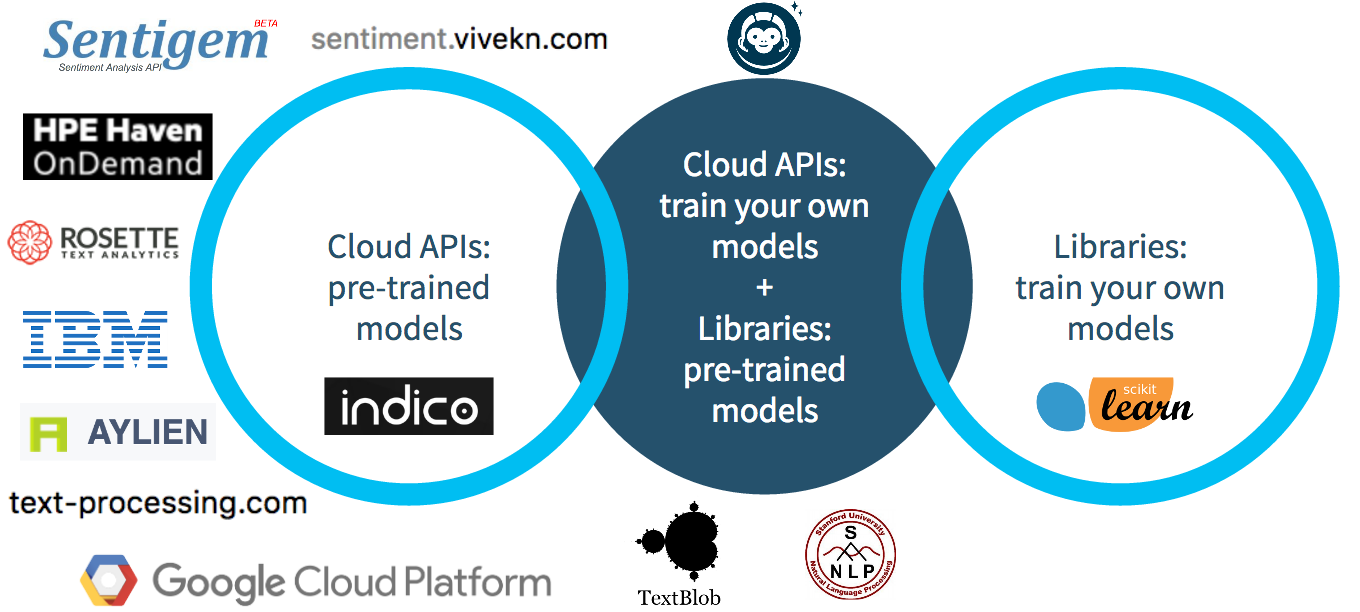 Sentigem
BETA
Sentiment Analysis API
sentiment.vivekn.com
HPE Haven
OnDemand
ROSETTE
TEXT ANALYTICS
IBM
AYLIEN
text-processing.com
Google Cloud Platform
Cloud APIs:
pre-trained
models
indico
Cloud APIs:
train your own
models
+
Libraries:
pre-trained
models
TextBlob
Stanford University
S
NLP
Natural Language Processing
Libraries:
train your own
models
scikit
learn